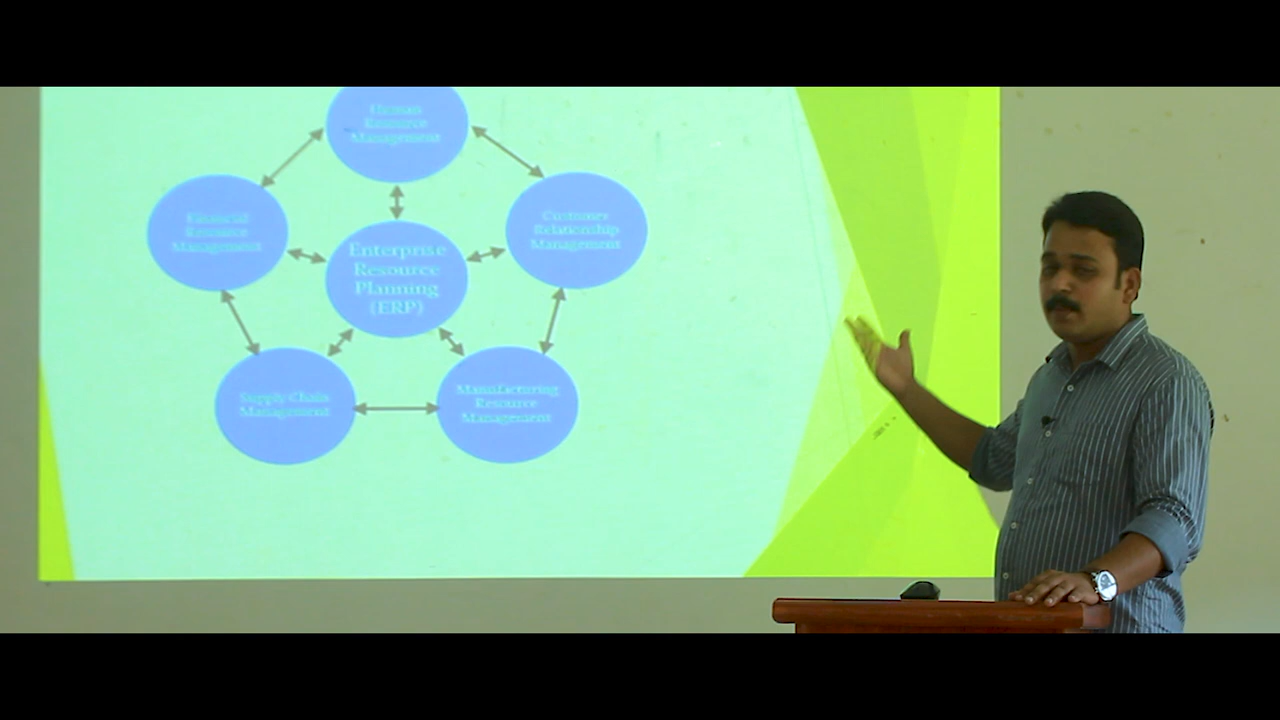 Human
Resource
Management
Financial
Resource
Management
Customer
Relationship
Management
Enterprise
Resource
Planning
(ERP)
Supply Chain
Management
Manufacturing
Resource
Management